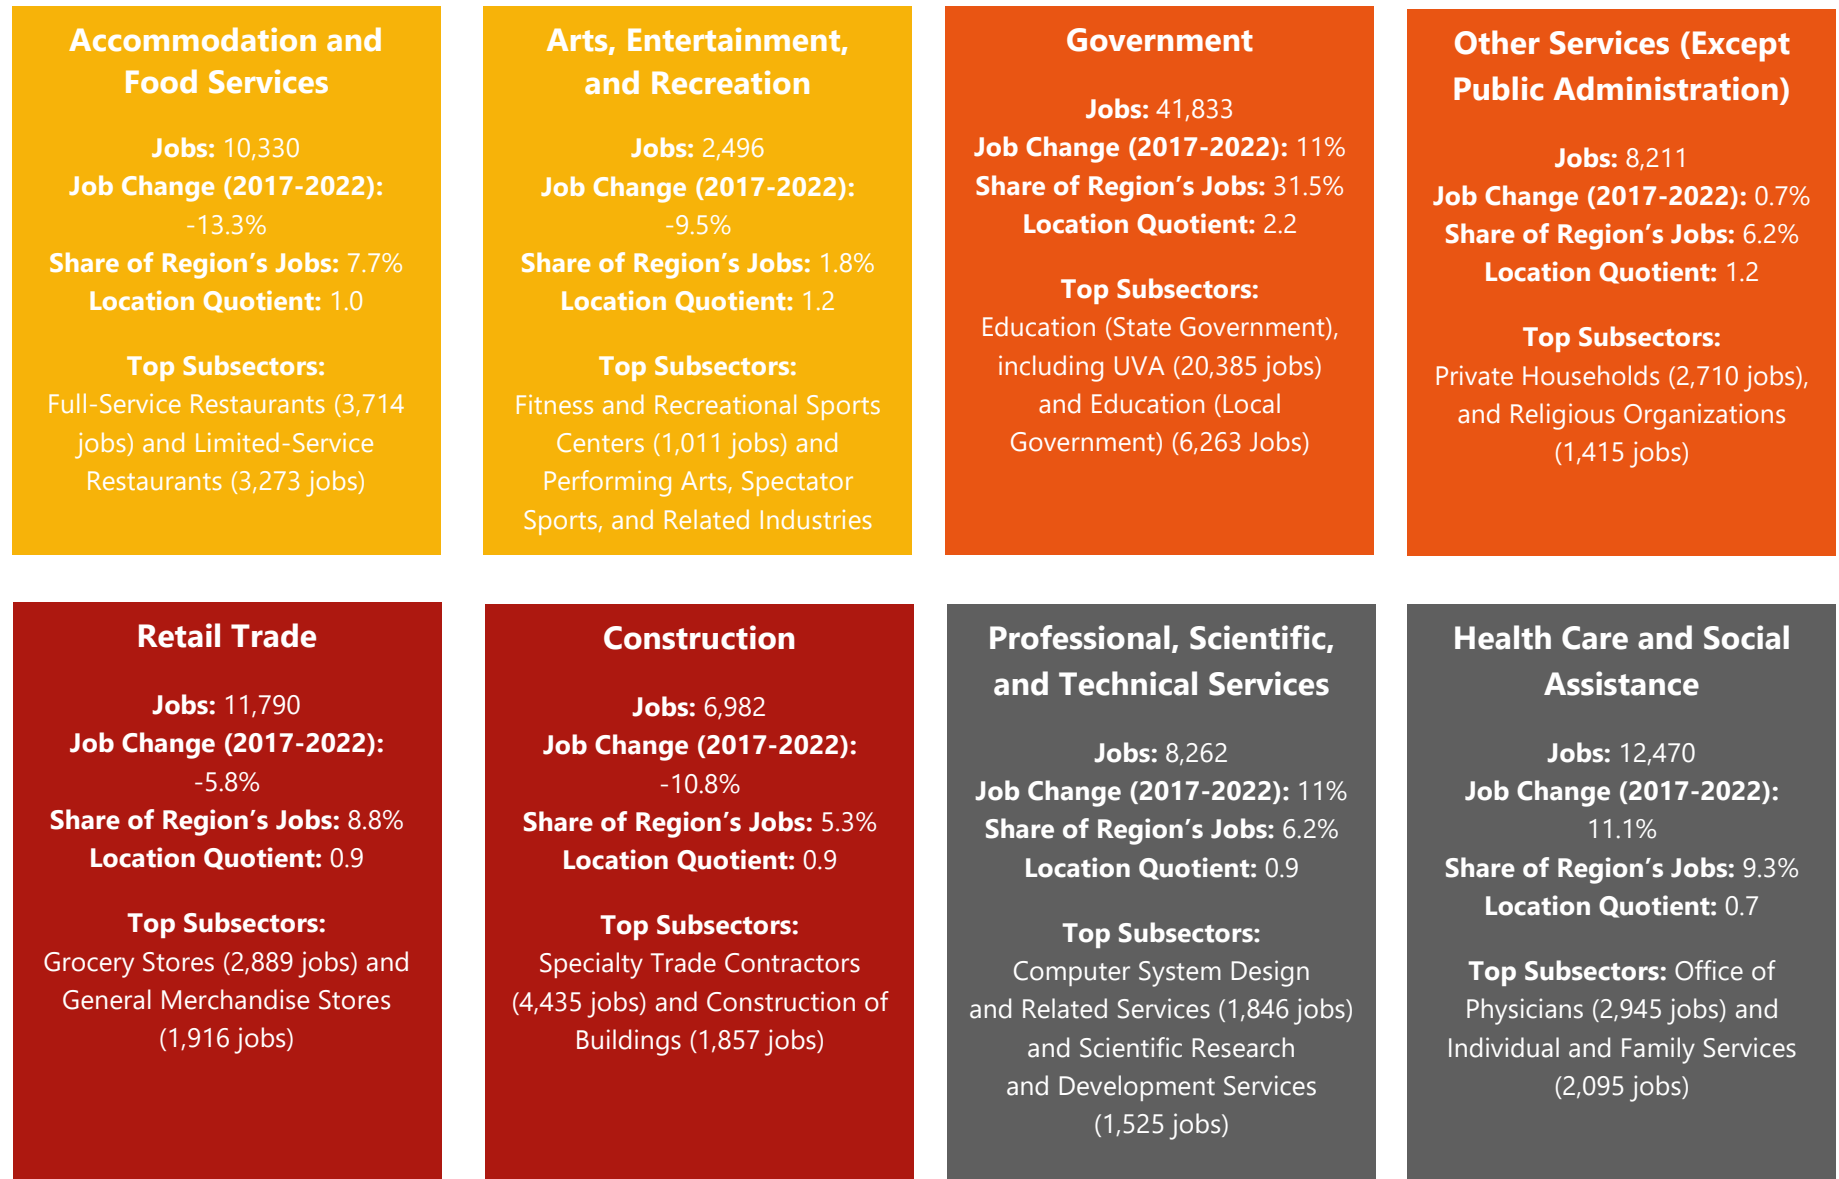 Accommodation and
Food Services
Jobs: 10,330
Job Change (2017-2022):
-13.3%
Share of Region’s Jobs: 7.7%
Location Quotient: 1.0
Top Subsectors:
Full-Service Restaurants (3,714
jobs) and Limited-Service
Restaurants (3,273 jobs)
Arts, Entertainment,
and Recreation
Jobs: 2,496
Job Change (2017-2022):
-9.5%
Share of Region’s Jobs: 1.8%
Location Quotient: 1.2
Top Subsectors:
Fitness and Recreational Sports
Centers (1,011 jobs) and
Performing Arts, Spectator
Sports, and Related Industries
Government
Jobs: 41,833
Job Change (2017-2022): 11%
Share of Region’s Jobs: 31.5%
Location Quotient: 2.2
Top Subsectors:
Education (State Government),
including UVA (20,385 jobs)
and Education (Local
Government) (6,263 Jobs)
Other Services (Except
Public Administration)
Jobs: 8,211
Job Change (2017-2022): 0.7%
Share of Region’s Jobs: 6.2%
Location Quotient: 1.2
Top Subsectors:
Private Households (2,710 jobs),
and Religious Organizations
(1,415 jobs)
Retail Trade
Jobs: 11,790
Job Change (2017-2022):
-5.8%
Share of Region’s Jobs: 8.8%
Location Quotient: 0.9
Top Subsectors:
Grocery Stores (2,889 jobs) and
General Merchandise Stores
(1,916 jobs)
Construction
Jobs: 6,982
Job Change (2017-2022):
-10.8%
Share of Region’s Jobs: 5.3%
Location Quotient: 0.9
Top Subsectors:
Specialty Trade Contractors
(4,435 jobs) and Construction of
Buildings (1,857 jobs)
Professional, Scientific,
and Technical Services
Jobs: 8,262
Job Change (2017-2022): 11%
Share of Region’s Jobs: 6.2%
Location Quotient: 0.9
Top Subsectors:
Computer System Design
and Related Services (1,846 jobs)
and Scientific Research
and Development Services
(1,525 jobs)
Health Care and Social
Assistance
Jobs: 12,470
Job Change (2017-2022):
11.1%
Share of Region’s Jobs: 9.3%
Location Quotient: 0.7
Top Subsectors: Office of
Physicians (2,945 jobs) and
Individual and Family Services
(2,095 jobs)